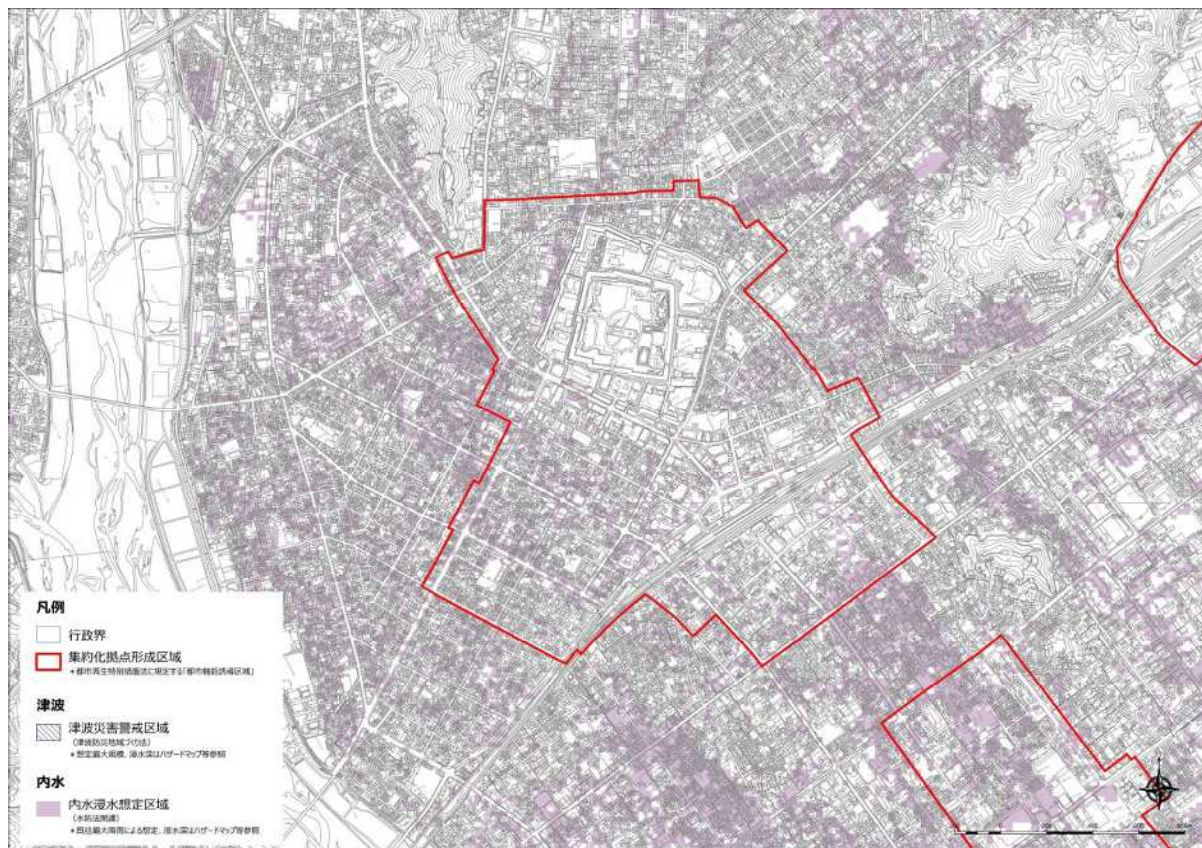 凡例
行政界
集約化拠点形成区域
*都市再生特別措置法に規定する「都市機能誘導区域」
津波
津波災害警戒区域
(津波防災地域づくり法)
*想定最大規模、浸水深はハザードマップ等参照
内水
内水浸水想定区域
(水防法関連)
*既往最大降雨による想定、浸水深はハザードマップ等参照